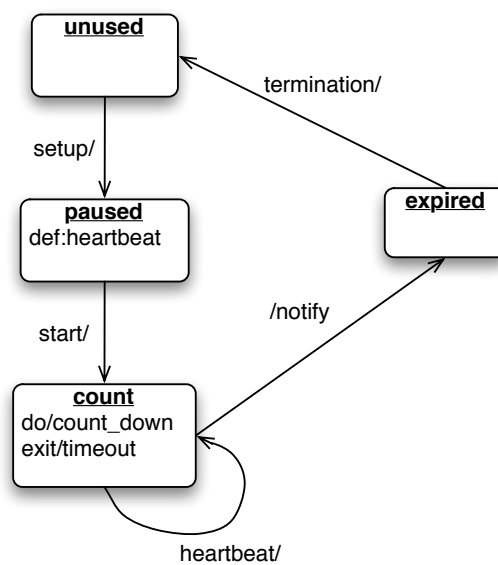 unused
termination/
setup/
paused
def:heartbeat
expired
/notify
start/
count
do/count_down
exit/timeout
heartbeat/